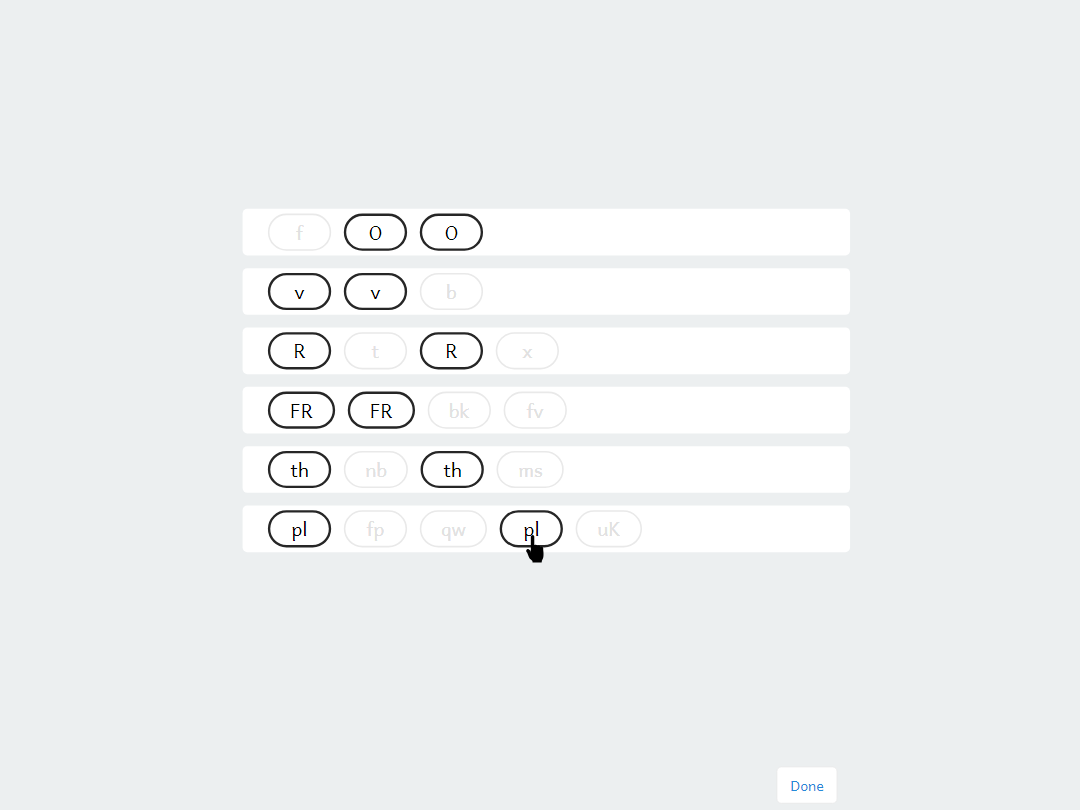 f O O
v v b
R t R x
FR FR bk fv
th nb th ms
pl fp qw pl uK
Done